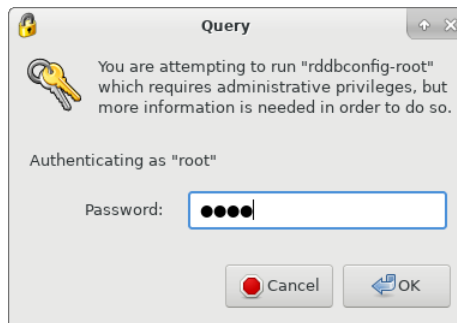 Query
You are attempting to run "rddbconfig-root"
which requires administrative privileges, but
more information is needed in order to do so.
Authenticating as "root"
Password: ●●●●
Cancel OK